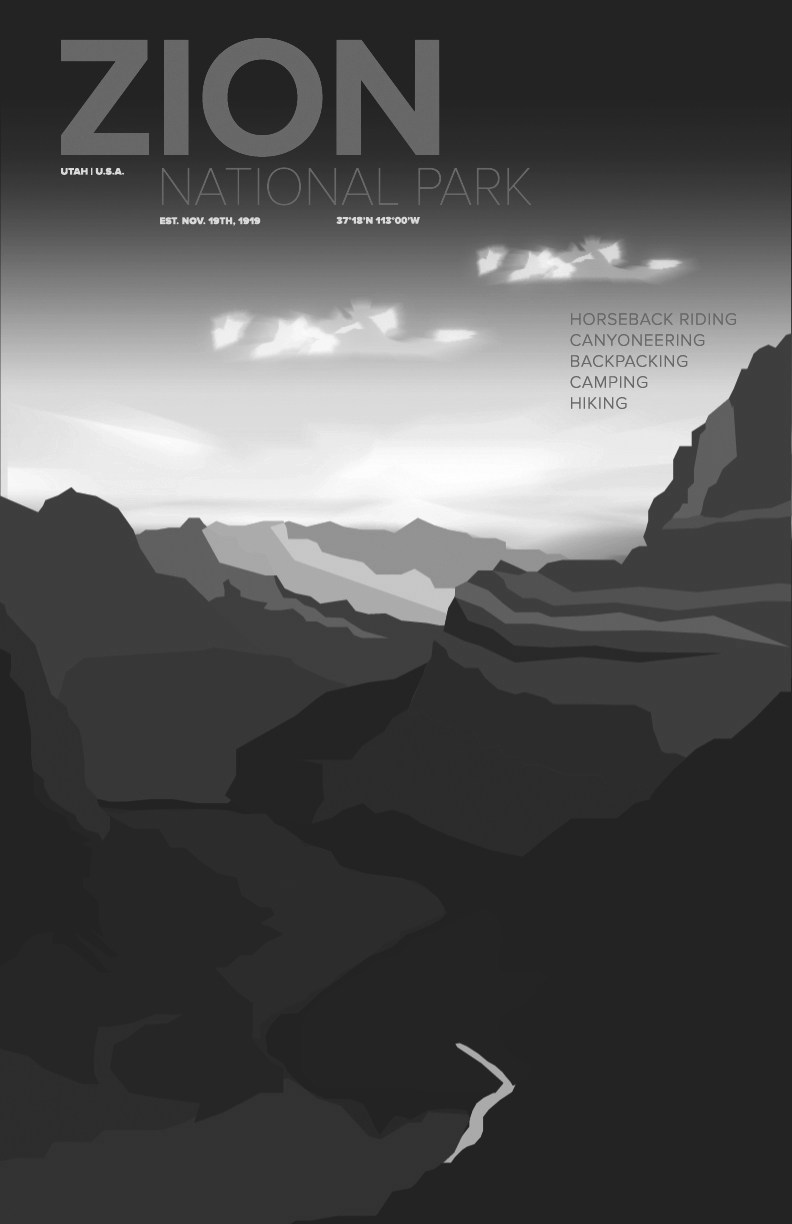 ZION
UTAH | U.S.A.
NATIONAL PARK
EST. NOV. 19TH, 1919
37°18'N 113°00'W
HORSEBACK RIDING
CANYONEERING
BACKPACKING
CAMPING
HIKING